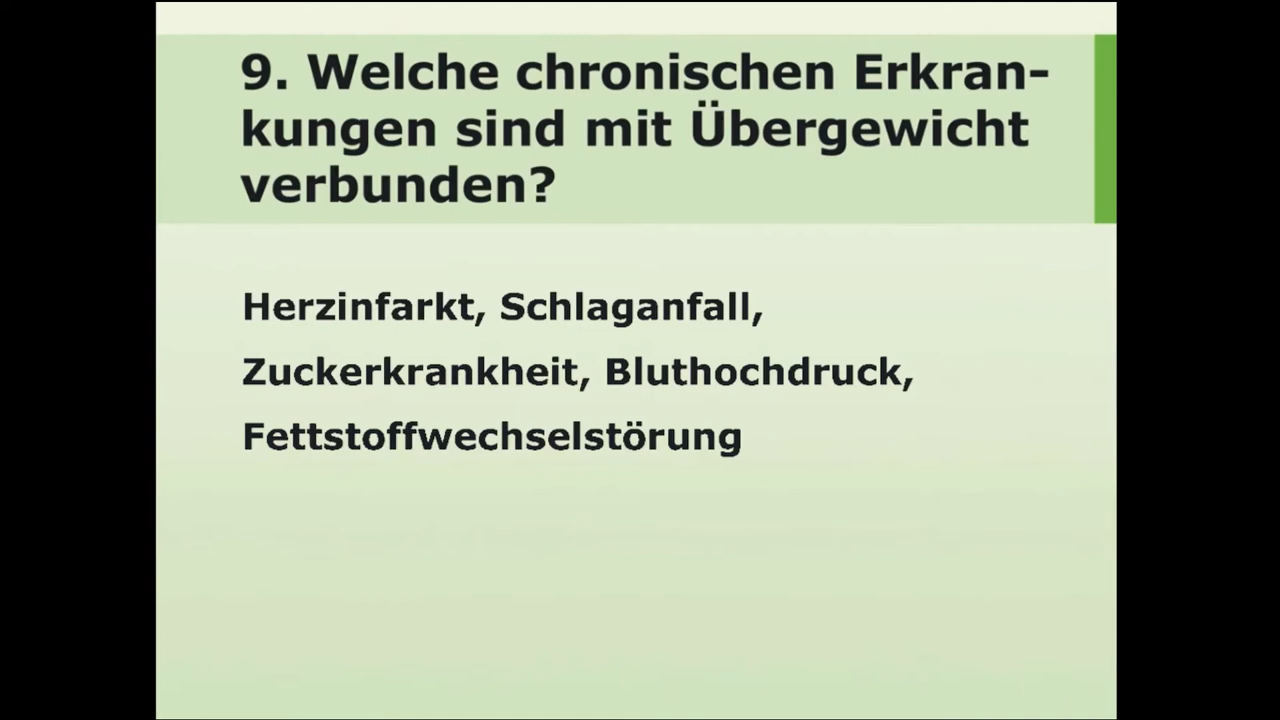 9. Welche chronischen Erkran-
kungen sind mit Übergewicht
verbunden?
Herzinfarkt, Schlaganfall,
Zuckerkrankheit, Bluthochdruck,
Fettstoffwechselstörung